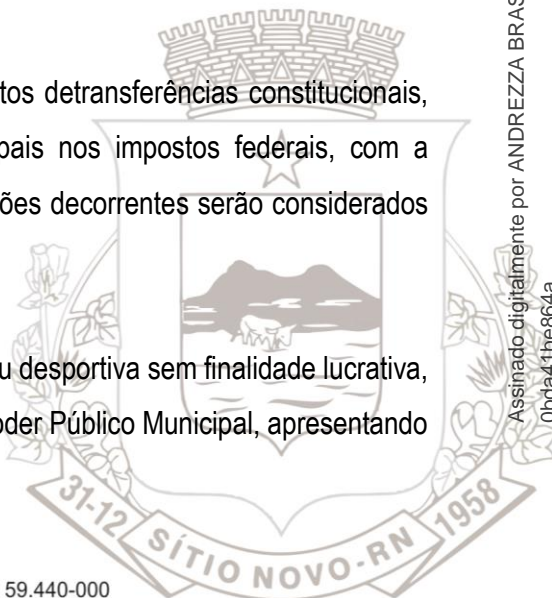 tos detransferências constitucionais,
pais nos impostos federais, com a
ões decorrentes serão considerados
u desportiva sem finalidade lucrativa,
oder Público Municipal, apresentando
31-12 SÍTIO NOVO-RN 1958
59.440-000
Assinado digitalmente por ANDREZZA BRAS
0bda41be864a